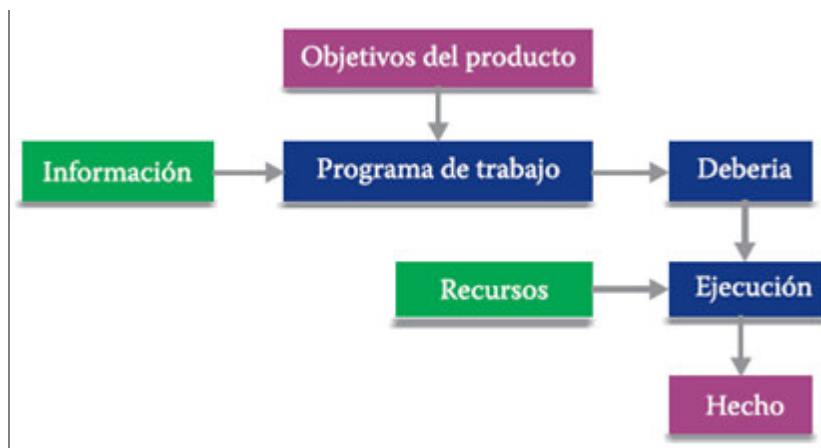 Objetivos del producto
Información
Programa de trabajo
Deberia
Recursos
Ejecución
Hecho